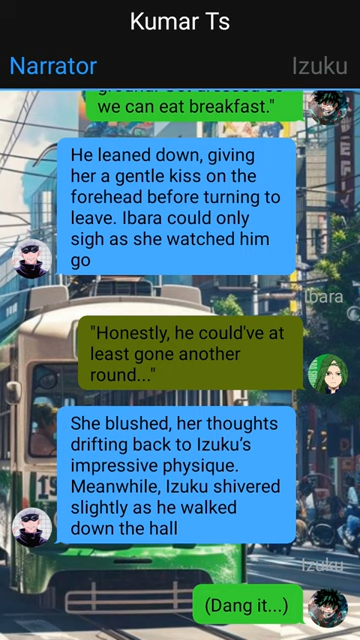 Kumar Ts
Narrator
Izuku
we can eat breakfast."
He leaned down, giving
her a gentle kiss on the
forehead before turning to
leave. Ibara could only
sigh as she watched him
go
Ibara
"Honestly, he could've at
least gone another
round..."
She blushed, her thoughts
drifting back to Izuku’s
impressive physique.
Meanwhile, Izuku shivered
slightly as he walked
down the hall
Izuku
(Dang it...)